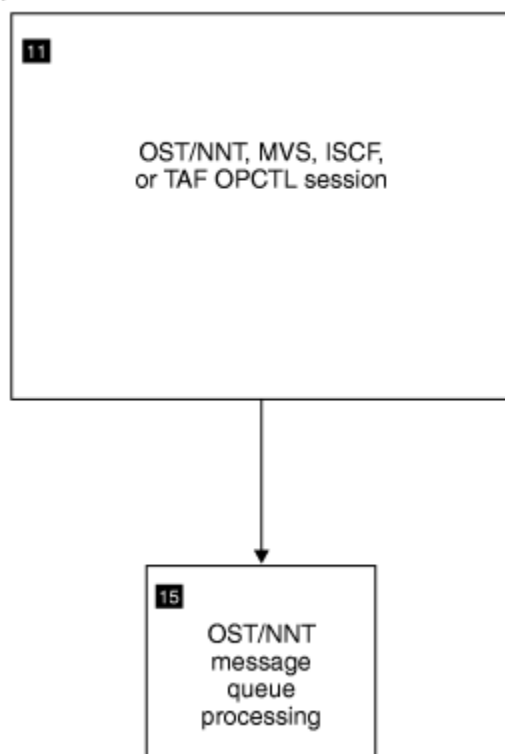 11
OST/NNT, MVS, ISCF,
or TAF OPCTL session
15
OST/NNT
message
queue
processing